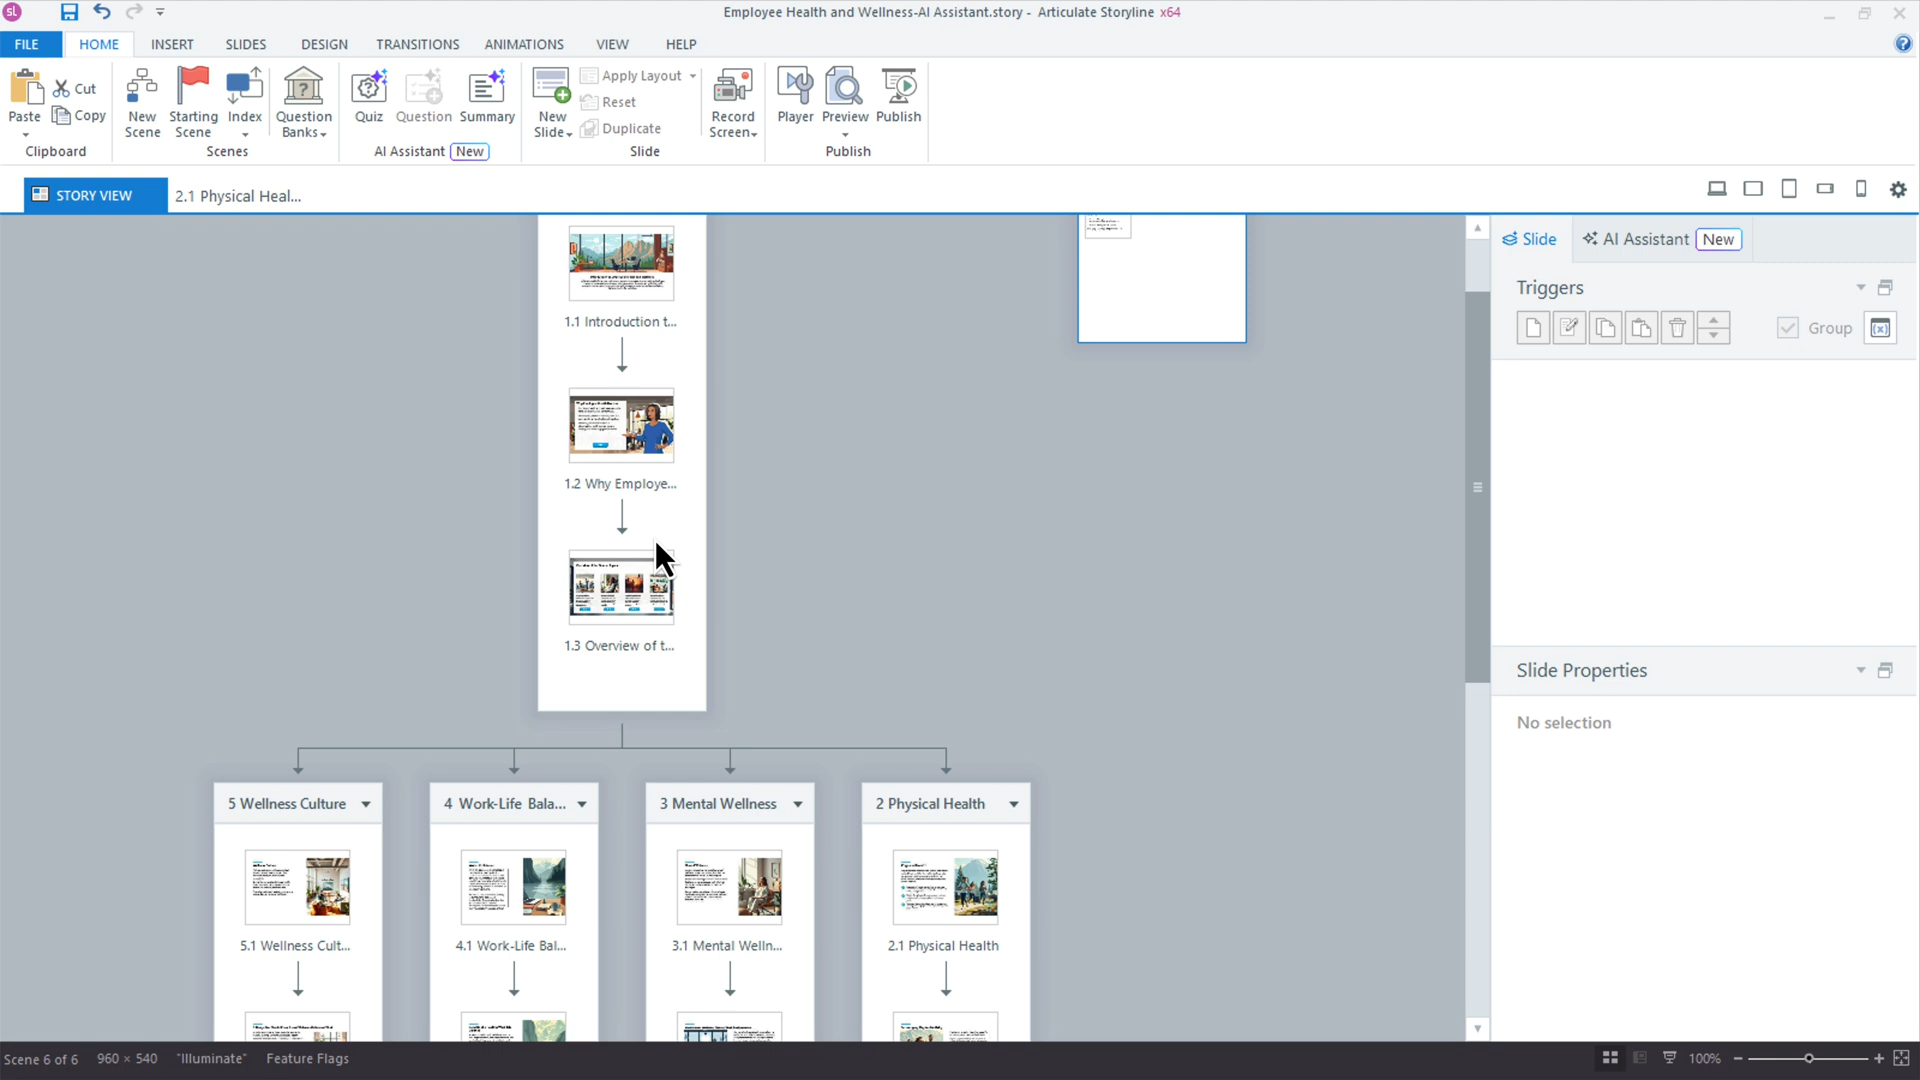 sl
Employee Health and Wellness-AI Assistant.story - Articulate Storyline x64
FILE HOME INSERT SLIDES DESIGN TRANSITIONS ANIMATIONS VIEW HELP
Paste
Cut
Copy
Clipboard
New Scene
Starting Scene
Index
Question Banks
Scenes
Quiz
Question
Summary
AI Assistant New
New Slide
Apply Layout
Reset
Duplicate
Slide
Record Screen
Player
Preview
Publish
Publish
STORY VIEW
2.1 Physical Heal...
1.1 Introduction t...
1.2 Why Employe...
1.3 Overview of t...
5 Wellness Culture
4 Work-Life Bala...
3 Mental Wellness
2 Physical Health
5.1 Wellness Cult...
4.1 Work-Life Bal...
3.1 Mental Welln...
2.1 Physical Health
Slide
AI Assistant New
Triggers
Group
(x)
Slide Properties
No selection
Scene 6 of 6 960 × 540 "Illuminate" Feature Flags
100%